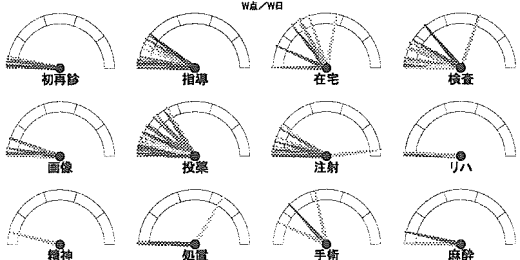 W点/W日
初再診 指導 在宅 検査
画像 投薬 注射 リハ
精神 処置 手術 麻酔